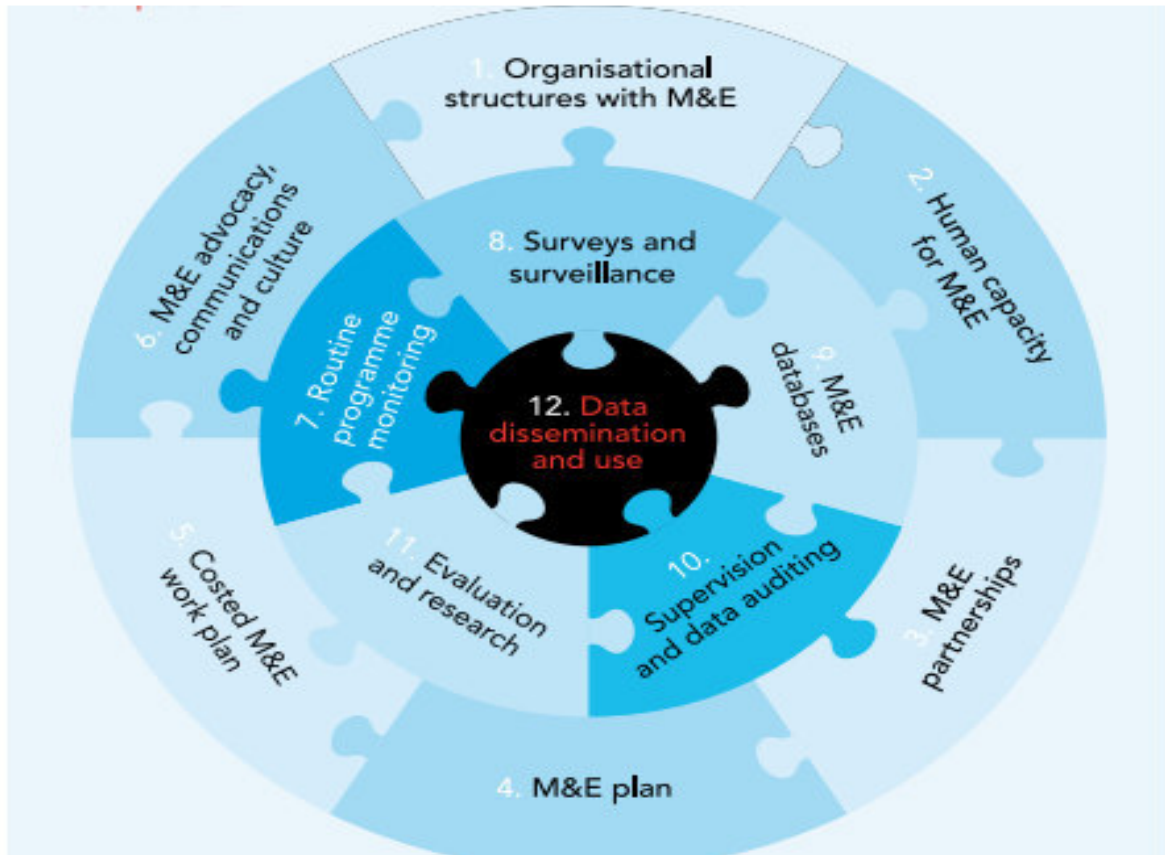 1. Organisational
structures with M&E
2. Human capacity
for M&E
3. M&E
partnerships
4. M&E plan
5. Costed M&E
work plan
6. M&E advocacy,
communications
and culture
7. Routine
programme
monitoring
8. Surveys and
surveillance
9. M&E
databases
10.
Supervision
and data auditing
11. Evaluation
and research
12. Data
dissemination
and use